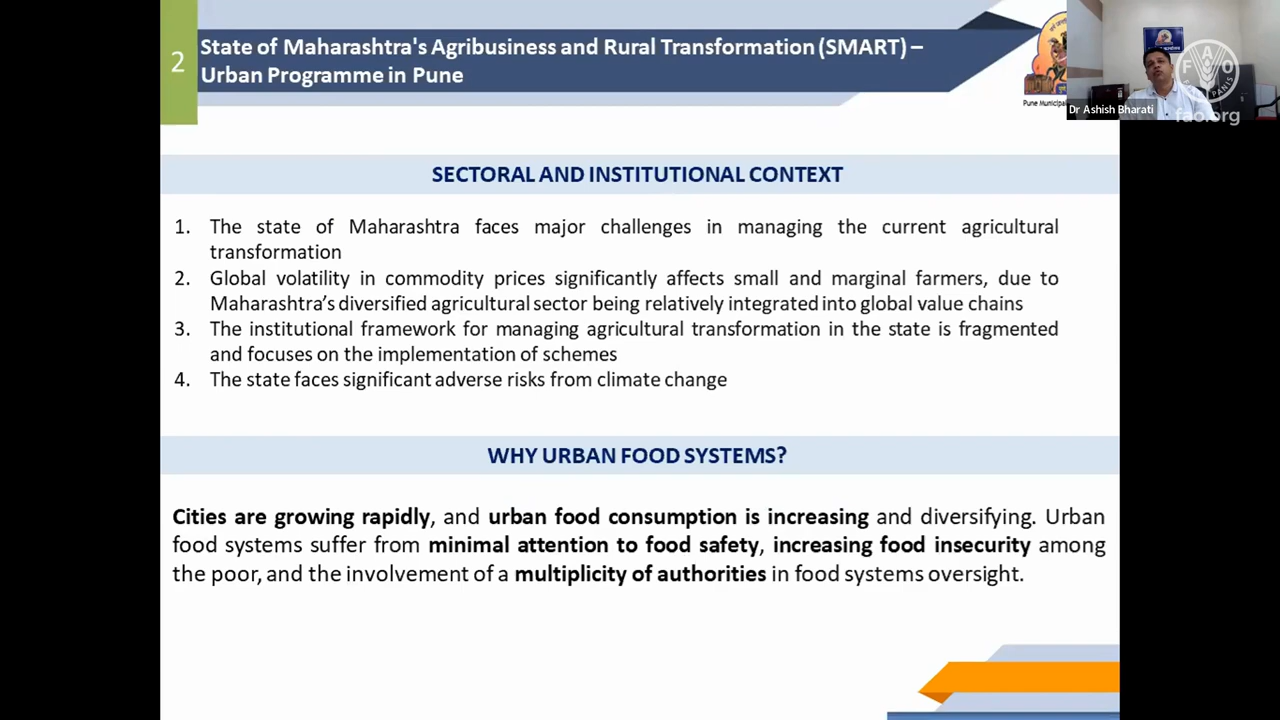 2
State of Maharashtra's Agribusiness and Rural Transformation (SMART) –
Urban Programme in Pune
Pune Municipa
Dr Ashish Bharati
FAO
fao.org
SECTORAL AND INSTITUTIONAL CONTEXT
1. The state of Maharashtra faces major challenges in managing the current agricultural
transformation
2. Global volatility in commodity prices significantly affects small and marginal farmers, due to
Maharashtra’s diversified agricultural sector being relatively integrated into global value chains
3. The institutional framework for managing agricultural transformation in the state is fragmented
and focuses on the implementation of schemes
4. The state faces significant adverse risks from climate change
WHY URBAN FOOD SYSTEMS?
Cities are growing rapidly, and urban food consumption is increasing and diversifying. Urban
food systems suffer from minimal attention to food safety, increasing food insecurity among
the poor, and the involvement of a multiplicity of authorities in food systems oversight.